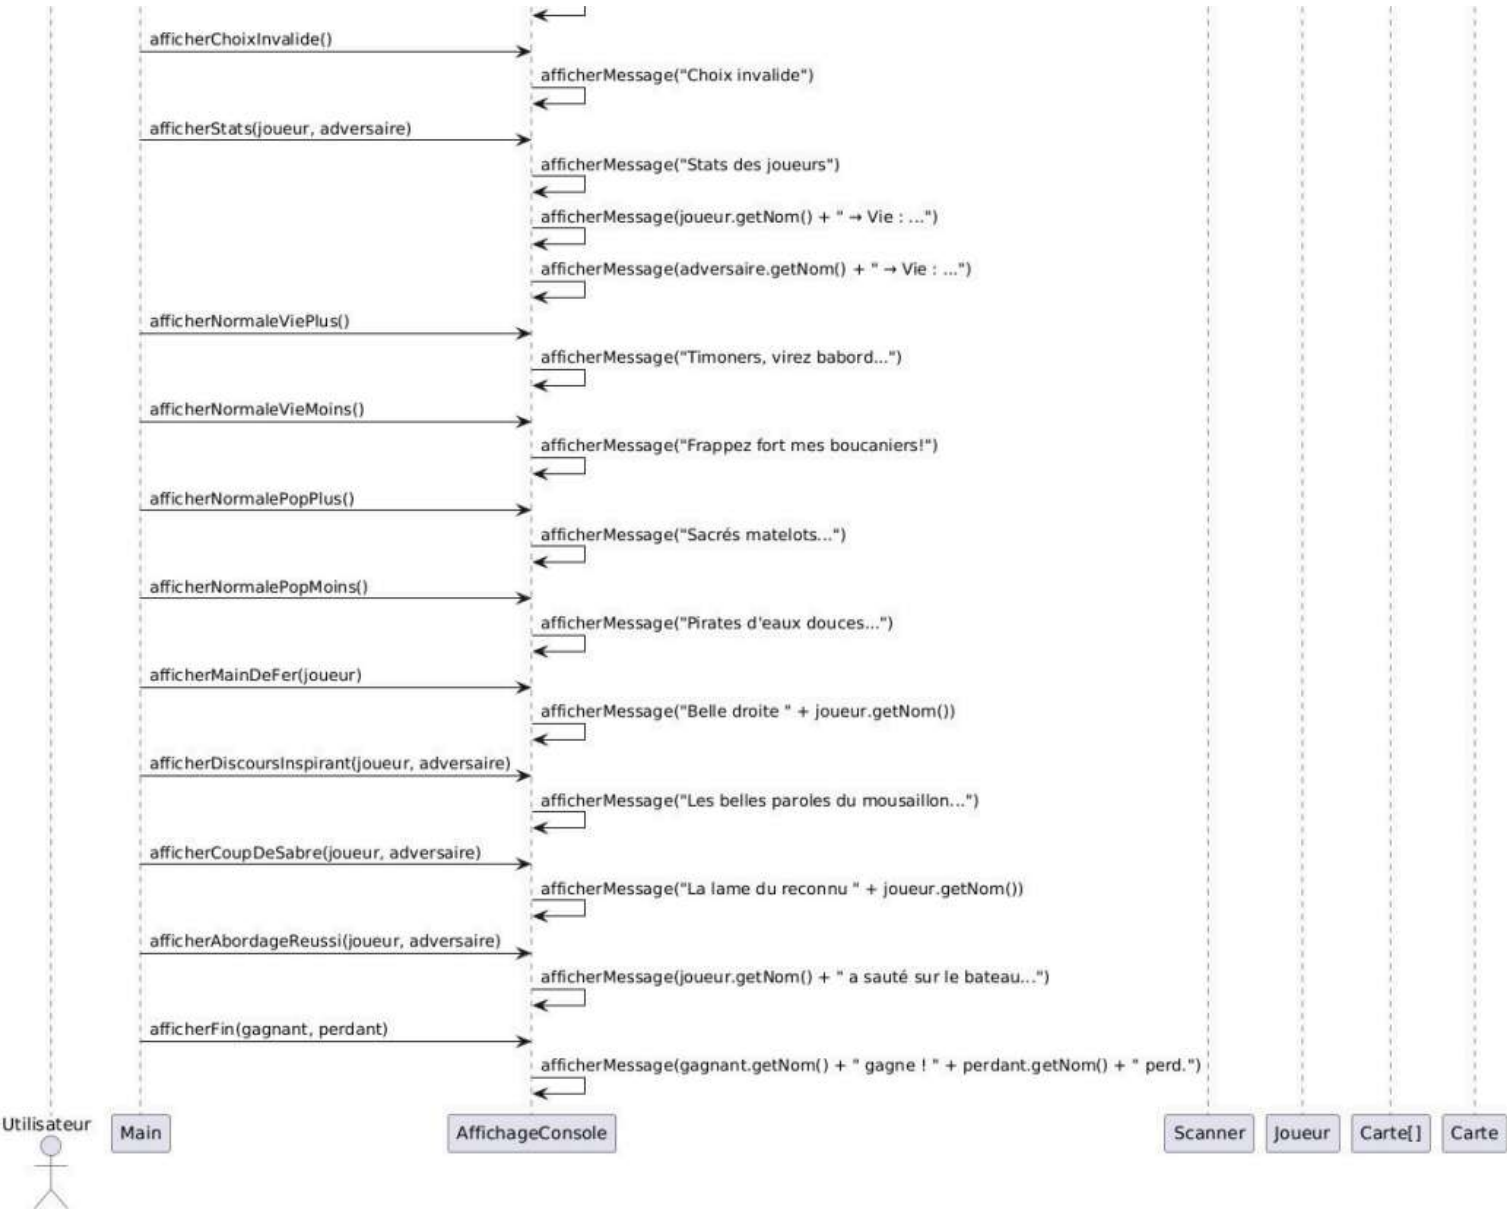 afficherChoixInvalide()
afficherMessage("Choix invalide")
afficherStats(joueur, adversaire)
afficherMessage("Stats des joueurs")
afficherMessage(joueur.getNom() + " → Vie : ...")
afficherMessage(adversaire.getNom() + " → Vie : ...")
afficherNormaleViePlus()
afficherMessage("Timoners, virez babord...")
afficherNormaleVieMoins()
afficherMessage("Frappez fort mes boucaniers!")
afficherNormalePopPlus()
afficherMessage("Sacrés matelots...")
afficherNormalePopMoins()
afficherMessage("Pirates d'eaux douces...")
afficherMainDeFer(joueur)
afficherMessage("Belle droite " + joueur.getNom())
afficherDiscoursInspirant(joueur, adversaire)
afficherMessage("Les belles paroles du mousaillon...")
afficherCoupDeSabre(joueur, adversaire)
afficherMessage("La lame du reconnu " + joueur.getNom())
afficherAbordageReussi(joueur, adversaire)
afficherMessage(joueur.getNom() + " a sauté sur le bateau...")
afficherFin(gagnant, perdant)
afficherMessage(gagnant.getNom() + " gagne ! " + perdant.getNom() + " perd.")
Utilisateur
Main
AffichageConsole
Scanner
Joueur
Carte[]
Carte